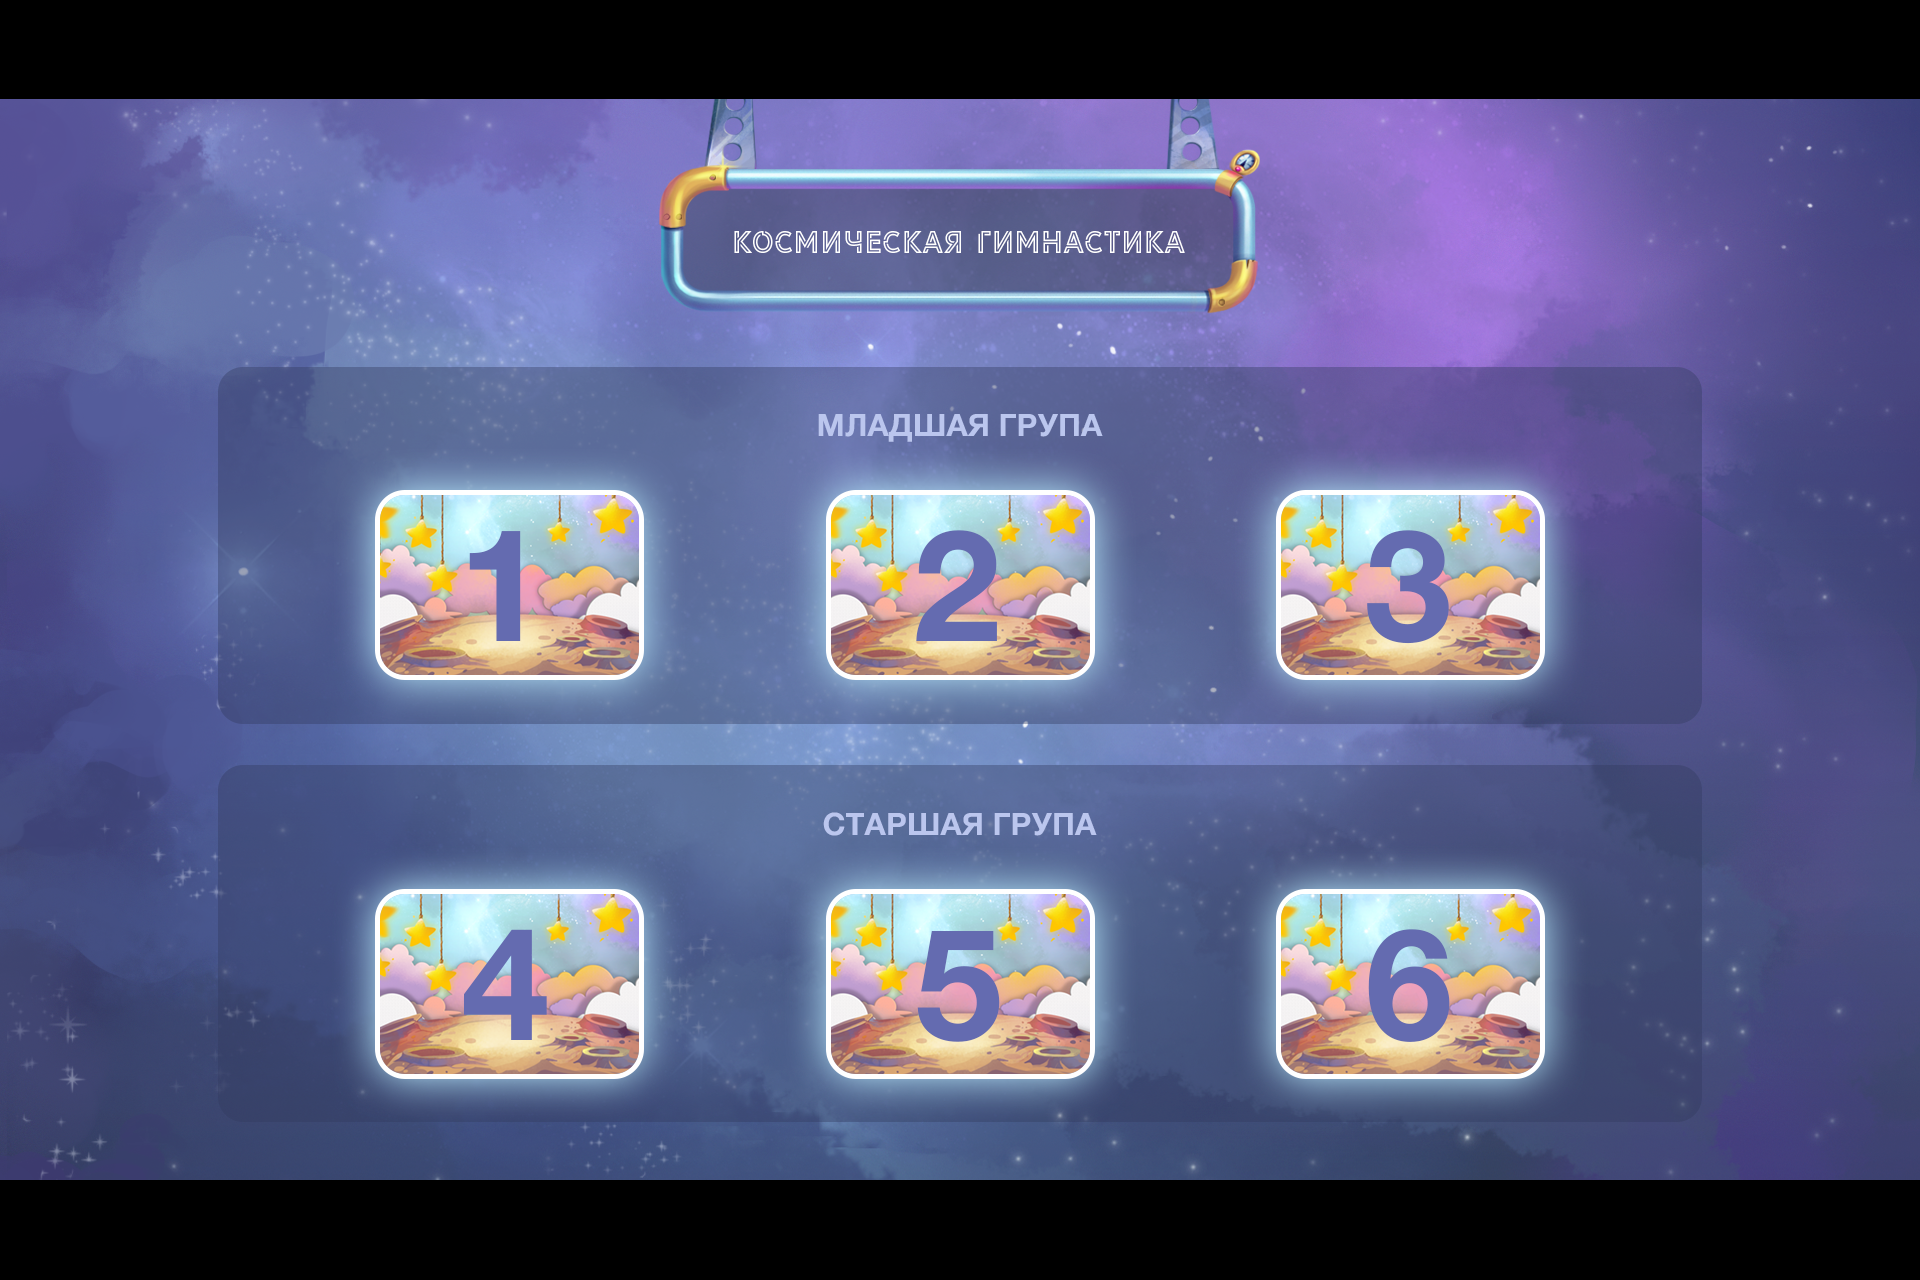 КОСМИЧЕСКАЯ ГИМНАСТИКА
МЛАДШАЯ ГРУПА
1 2 3
СТАРШАЯ ГРУПА
4 5 6